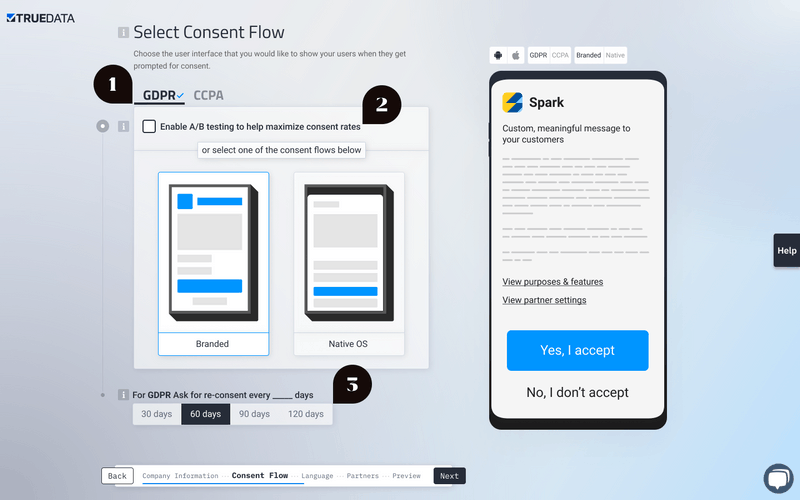 TRUEDATA
Select Consent Flow
Choose the user interface that you would like to show your users when they get
prompted for consent.
1
GDPR CCPA
2
Enable A/B testing to help maximize consent rates
or select one of the consent flows below
Branded
Native OS
3
For GDPR Ask for re-consent every _____ days
30 days 60 days 90 days 120 days
Back Company Information Consent Flow Language Partners Preview Next
GDPR CCPA Branded Native
Spark
Custom, meaningful message to
your customers
View purposes & features
View partner settings
Yes, I accept
No, I don’t accept
Help